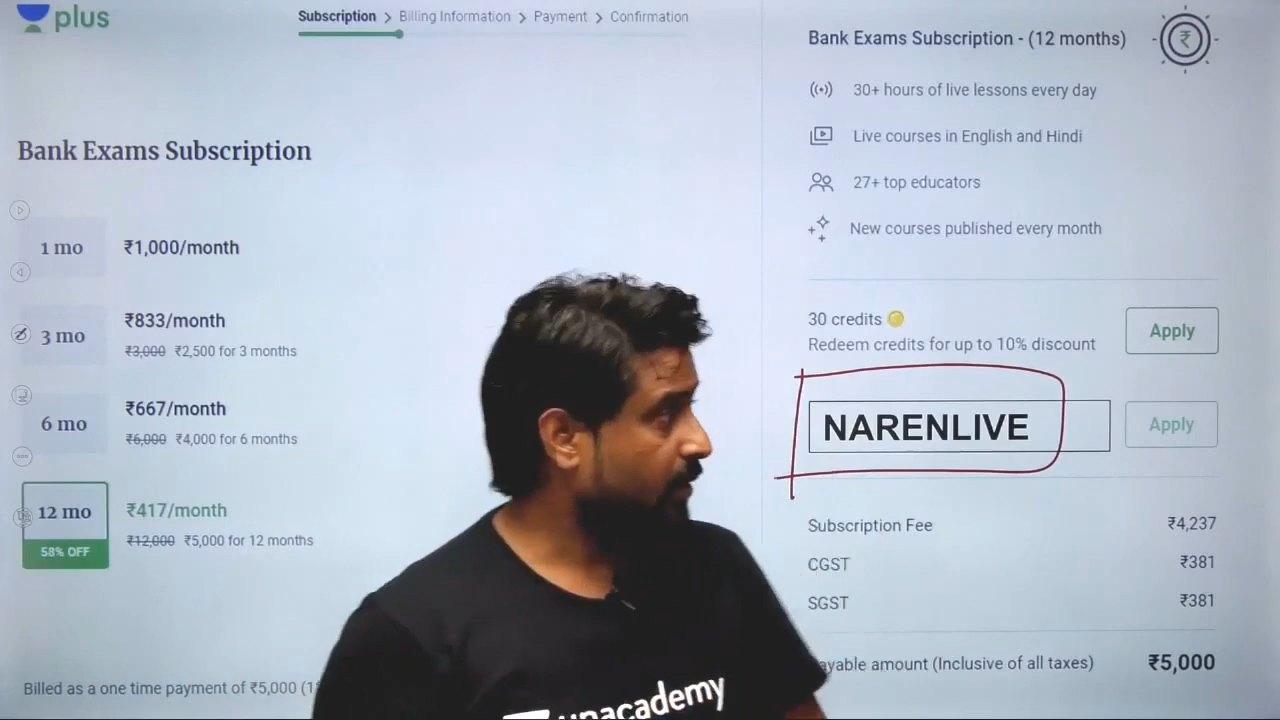 plus
Subscription > Billing Information > Payment > Confirmation
Bank Exams Subscription
1 mo ₹1,000/month
3 mo ₹833/month
₹3,000 ₹2,500 for 3 months
6 mo ₹667/month
₹6,000 ₹4,000 for 6 months
12 mo ₹417/month
₹12,000 ₹5,000 for 12 months
58% OFF
Billed as a one time payment of ₹5,000
Bank Exams Subscription - (12 months)
₹
30+ hours of live lessons every day
Live courses in English and Hindi
27+ top educators
New courses published every month
30 credits
Redeem credits for up to 10% discount
Apply
NARENLIVE
Apply
Subscription Fee ₹4,237
CGST ₹381
SGST ₹381
ayable amount (Inclusive of all taxes) ₹5,000
unacademy